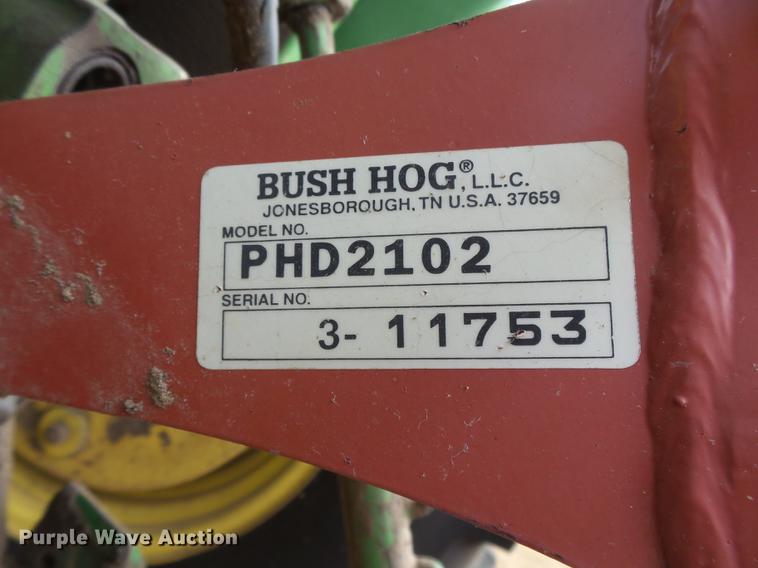 BUSH HOG®, L.L.C.
JONESBOROUGH, TN U.S.A. 37659
MODEL NO.
PHD2102
SERIAL NO.
3- 11753
Purple Wave Auction